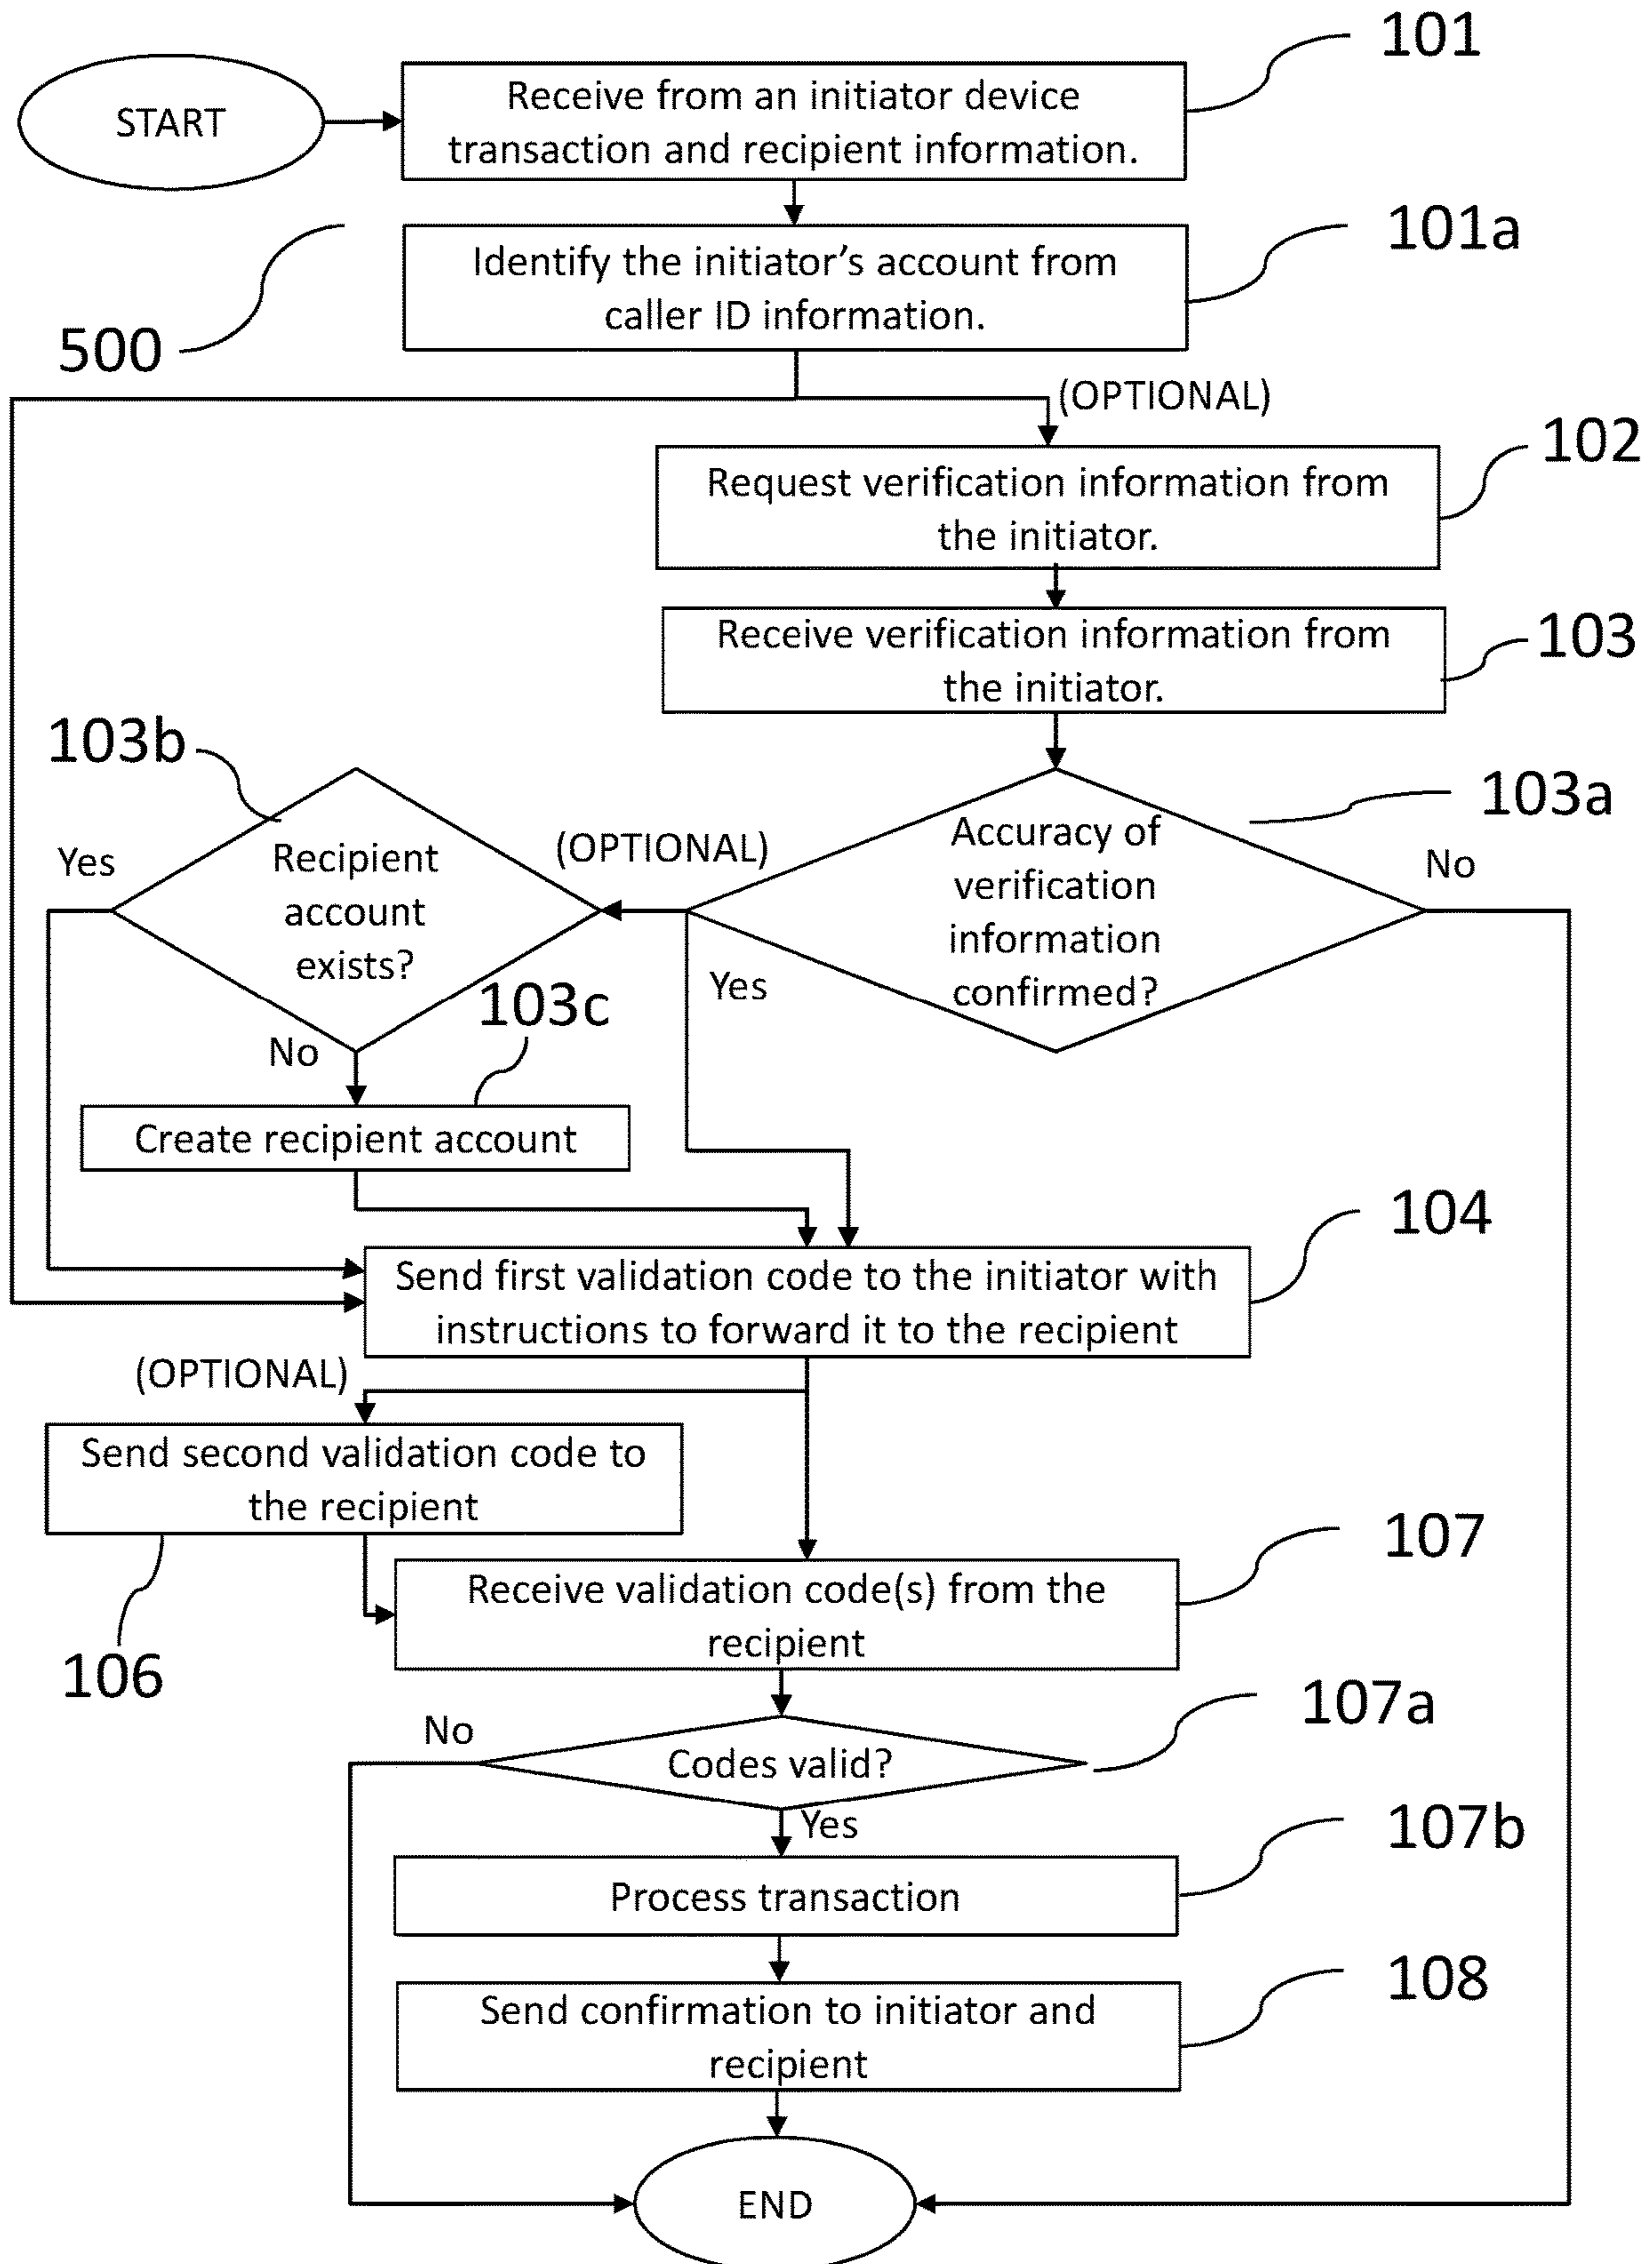 101
START
Receive from an initiator device
transaction and recipient information.
101a
Identify the initiator’s account from
caller ID information.
500
(OPTIONAL)
102
Request verification information from
the initiator.
103
Receive verification information from
the initiator.
103b
103a
Yes
Recipient
account
exists?
(OPTIONAL)
Accuracy of
verification
information
confirmed?
No
Yes
103c
No
Create recipient account
104
Send first validation code to the initiator with
instructions to forward it to the recipient
(OPTIONAL)
Send second validation code to
the recipient
107
Receive validation code(s) from the
recipient
106
107a
No
Codes valid?
Yes
107b
Process transaction
108
Send confirmation to initiator and
recipient
END